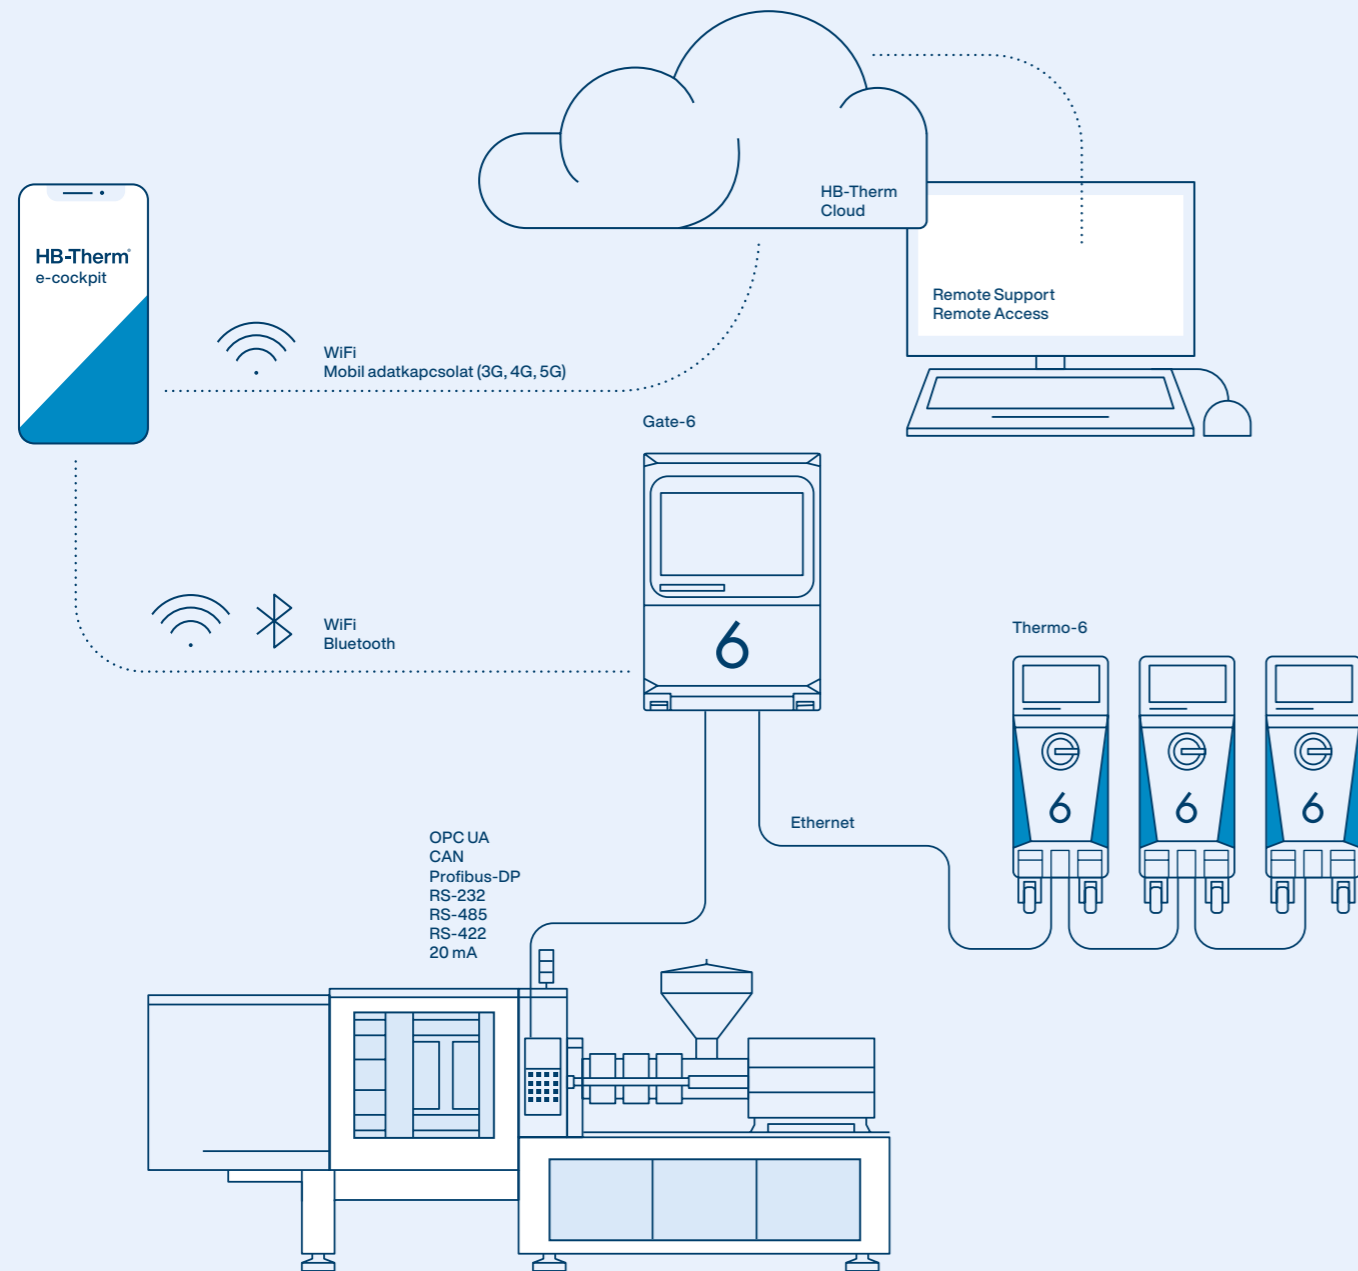 HB-Therm
Cloud
HB-Therm®
e-cockpit
Remote Support
Remote Access
WiFi
Mobil adatkapcsolat (3G, 4G, 5G)
Gate-6
6
WiFi
Bluetooth
Thermo-6
6
6
6
Ethernet
OPC UA
CAN
Profibus-DP
RS-232
RS-485
RS-422
20 mA